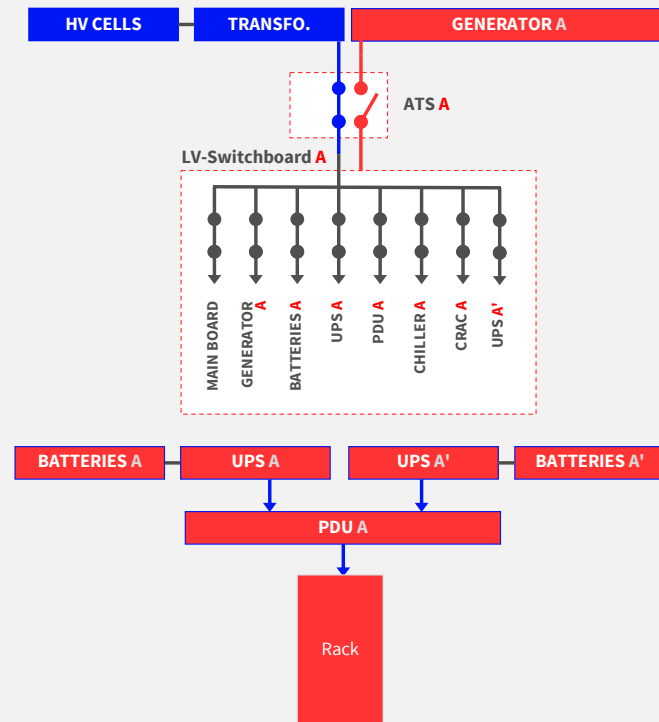 HV CELLS
TRANSFO.
GENERATOR A
ATS A
LV-Switchboard A
MAIN BOARD
GENERATOR A
BATTERIES A
UPS A
PDU A
CHILLER A
CRAC A
UPS A'
BATTERIES A
UPS A
UPS A'
BATTERIES A'
PDU A
Rack